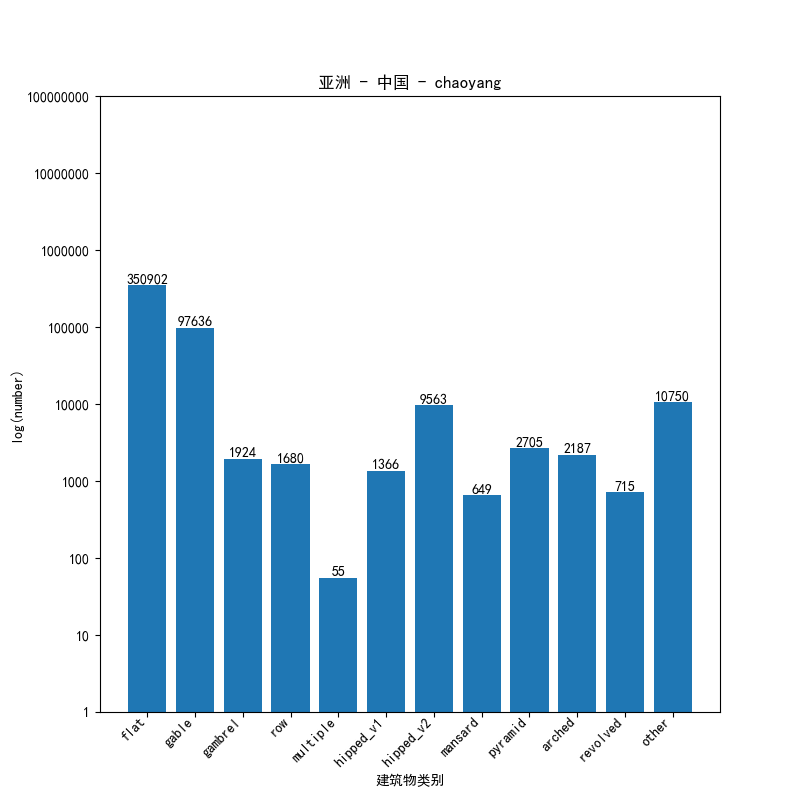 亚洲 - 中国 - chaoyang
100000000
10000000
1000000
100000
10000
1000
100
10
1
log(number)
350902
97636
1924
1680
55
1366
9563
649
2705
2187
715
10750
flat
gable
gambrel
row
multiple
hipped_v1
hipped_v2
mansard
pyramid
arched
revolved
other
建筑物类别